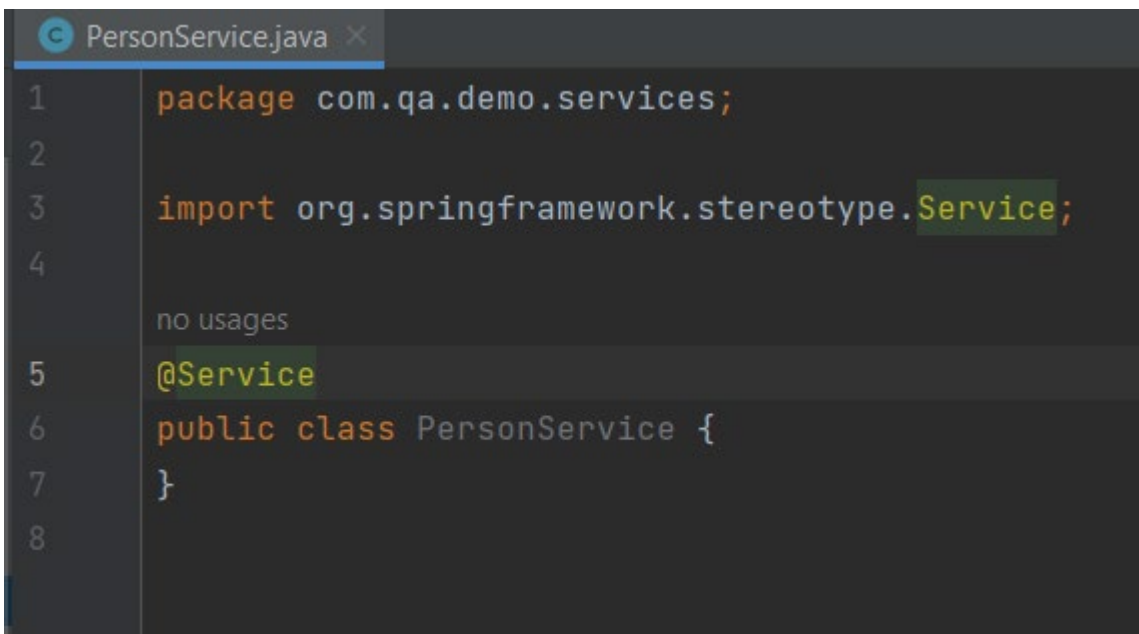 C PersonService.java ×
1 package com.qa.demo.services;
2
3 import org.springframework.stereotype.Service;
4
no usages
5 @Service
6 public class PersonService {
7 }
8